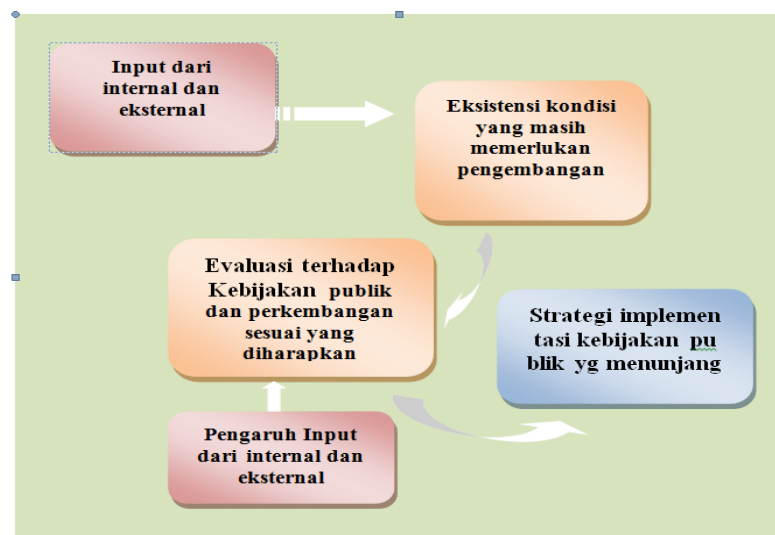 Input dari
internal dan
eksternal
Eksistensi kondisi
yang masih
memerlukan
pengembangan
Evaluasi terhadap
Kebijakan publik
dan perkembangan
sesuai yang
diharapkan
Strategi implemen
tasi kebijakan pu
blik yg menunjang
Pengaruh Input
dari internal dan
eksternal